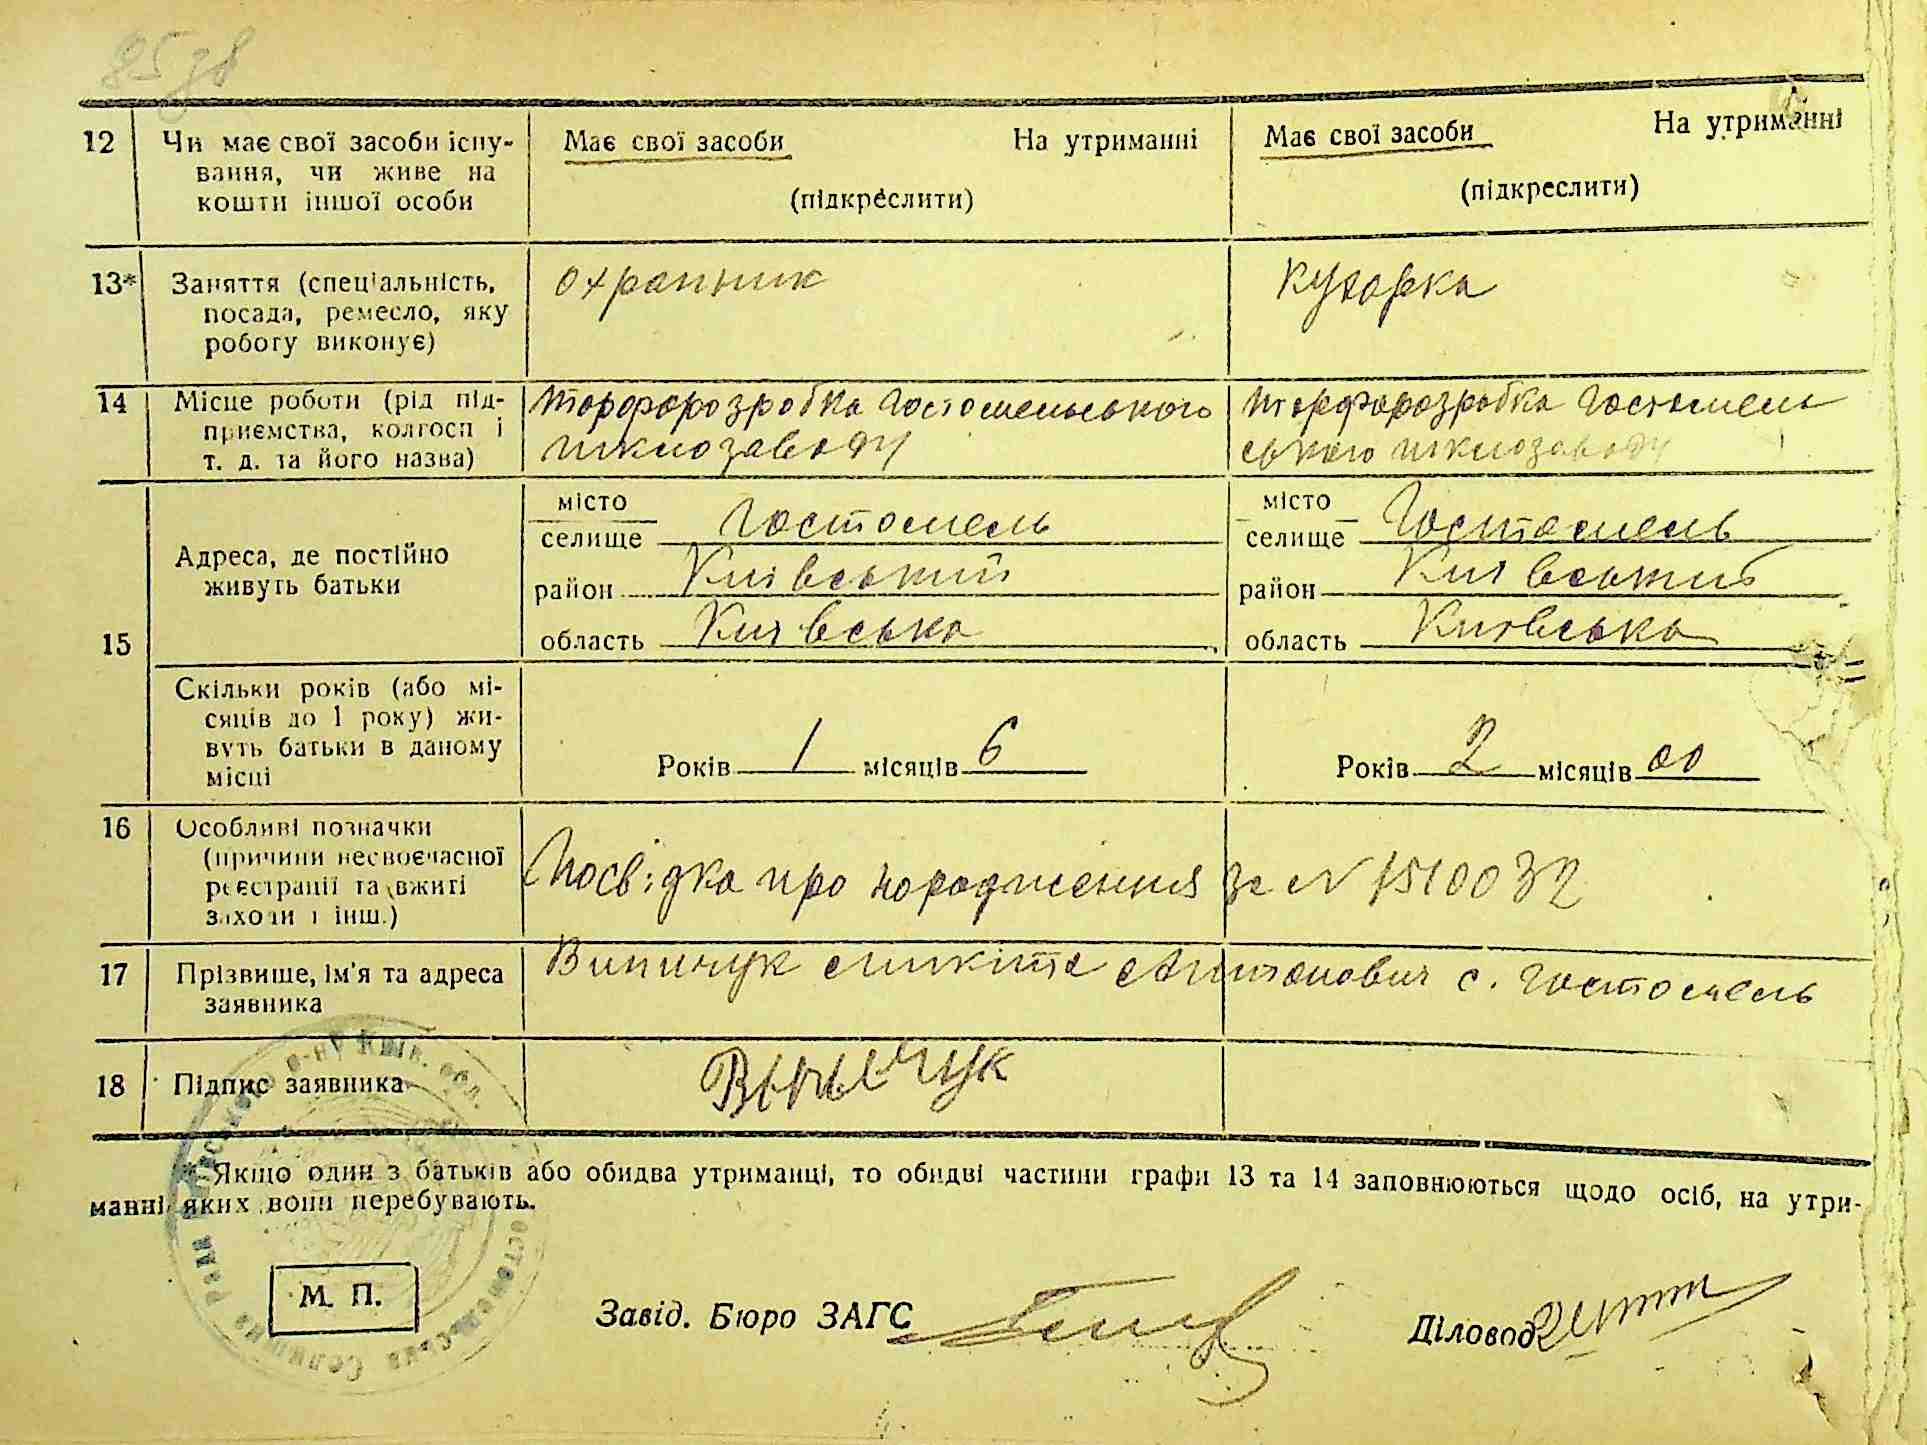 12 Чи має свої засоби існу-
вання, чи живе на
кошти іншої особи
Має свої засоби На утриманні
(підкреслити)
Має свої засоби На утриманні
(підкреслити)
13* Заняття (спеціальність,
посада, ремесло, яку
роботу виконує)
охранник
кухарка
14 Місце роботи (рід під-
приємства, колгосп і
т. д. та його назва)
торфорозробка Гостомельського
шклозаводу
торфорозробка Гостомель
ського шклозаводу
15 Адреса, де постійно
живуть батьки
місто
селище Гостомель
район Київський
область Київська
місто
селище Гостомель
район Київський
область Київська
Скільки років (або мі-
сяців до 1 року) жи-
вуть батьки в даному
місці
Років 1 місяців 6
Років 2 місяців 00
16 Особливі позначки
(причини несвоєчасної
реєстрації та вжиті
заходи і інш.)
Посвідка про народження за № 1510032
17 Прізвище, ім'я та адреса
заявника
Випичук Микита Антонович с. Гостомель
18 Підпис заявника
* Якщо один з батьків або обидва утриманці, то обидві частини графи 13 та 14 заповнюються щодо осіб, на утри-
манні яких вони перебувають.
М. П.
Завід. Бюро ЗАГС
Діловод